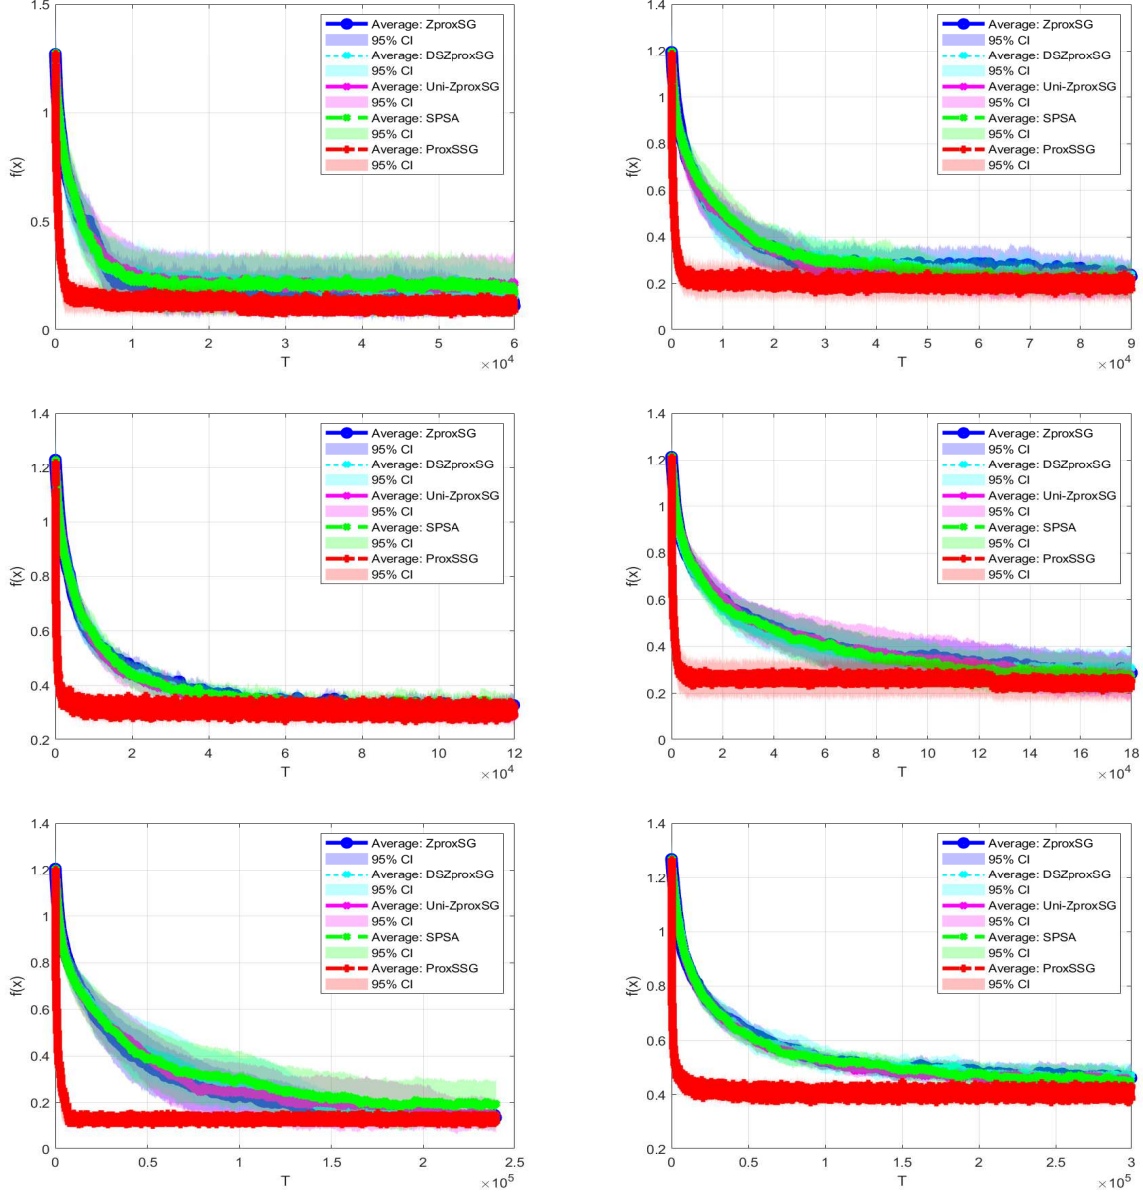 1.5
1
0.5
0
f(x)
0
1
2
3
4
5
6
T
×10^4
Average: ZproxSG
95% CI
Average: DSZproxSG
95% CI
Average: Uni-ZproxSG
95% CI
Average: SPSA
95% CI
Average: ProxSSG
95% CI
1.4
1.2
1
0.8
0.6
0.4
0.2
0
f(x)
0
1
2
3
4
5
6
7
8
9
T
×10^4
Average: ZproxSG
95% CI
Average: DSZproxSG
95% CI
Average: Uni-ZproxSG
95% CI
Average: SPSA
95% CI
Average: ProxSSG
95% CI
1.4
1.2
1
0.8
0.6
0.4
0.2
f(x)
0
2
4
6
8
10
12
T
×10^4
Average: ZproxSG
95% CI
Average: DSZproxSG
95% CI
Average: Uni-ZproxSG
95% CI
Average: SPSA
95% CI
Average: ProxSSG
95% CI
1.4
1.2
1
0.8
0.6
0.4
0.2
0
f(x)
0
2
4
6
8
10
12
14
16
18
T
×10^4
Average: ZproxSG
95% CI
Average: DSZproxSG
95% CI
Average: Uni-ZproxSG
95% CI
Average: SPSA
95% CI
Average: ProxSSG
95% CI
1.4
1.2
1
0.8
0.6
0.4
0.2
0
f(x)
0
0.5
1
1.5
2
2.5
T
×10^5
Average: ZproxSG
95% CI
Average: DSZproxSG
95% CI
Average: Uni-ZproxSG
95% CI
Average: SPSA
95% CI
Average: ProxSSG
95% CI
1.4
1.2
1
0.8
0.6
0.4
0.2
f(x)
0
0.5
1
1.5
2
2.5
3
T
×10^5
Average: ZproxSG
95% CI
Average: DSZproxSG
95% CI
Average: Uni-ZproxSG
95% CI
Average: SPSA
95% CI
Average: ProxSSG
95% CI